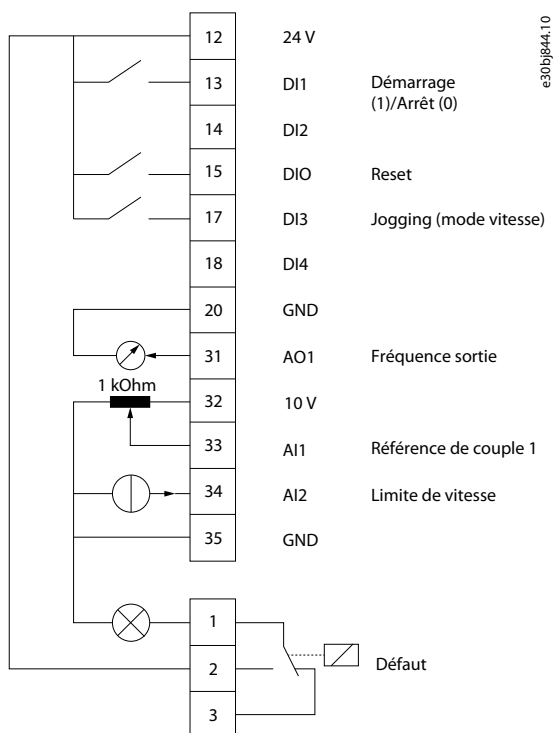 e30bj844.10
12 24 V
13 DI1 Démarrage
(1)/Arrêt (0)
14 DI2
15 DIO Reset
17 DI3 Jogging (mode vitesse)
18 DI4
20 GND
31 AO1 Fréquence sortie
1 kOhm
32 10 V
33 AI1 Référence de couple 1
34 AI2 Limite de vitesse
35 GND
1
2 Défaut
3